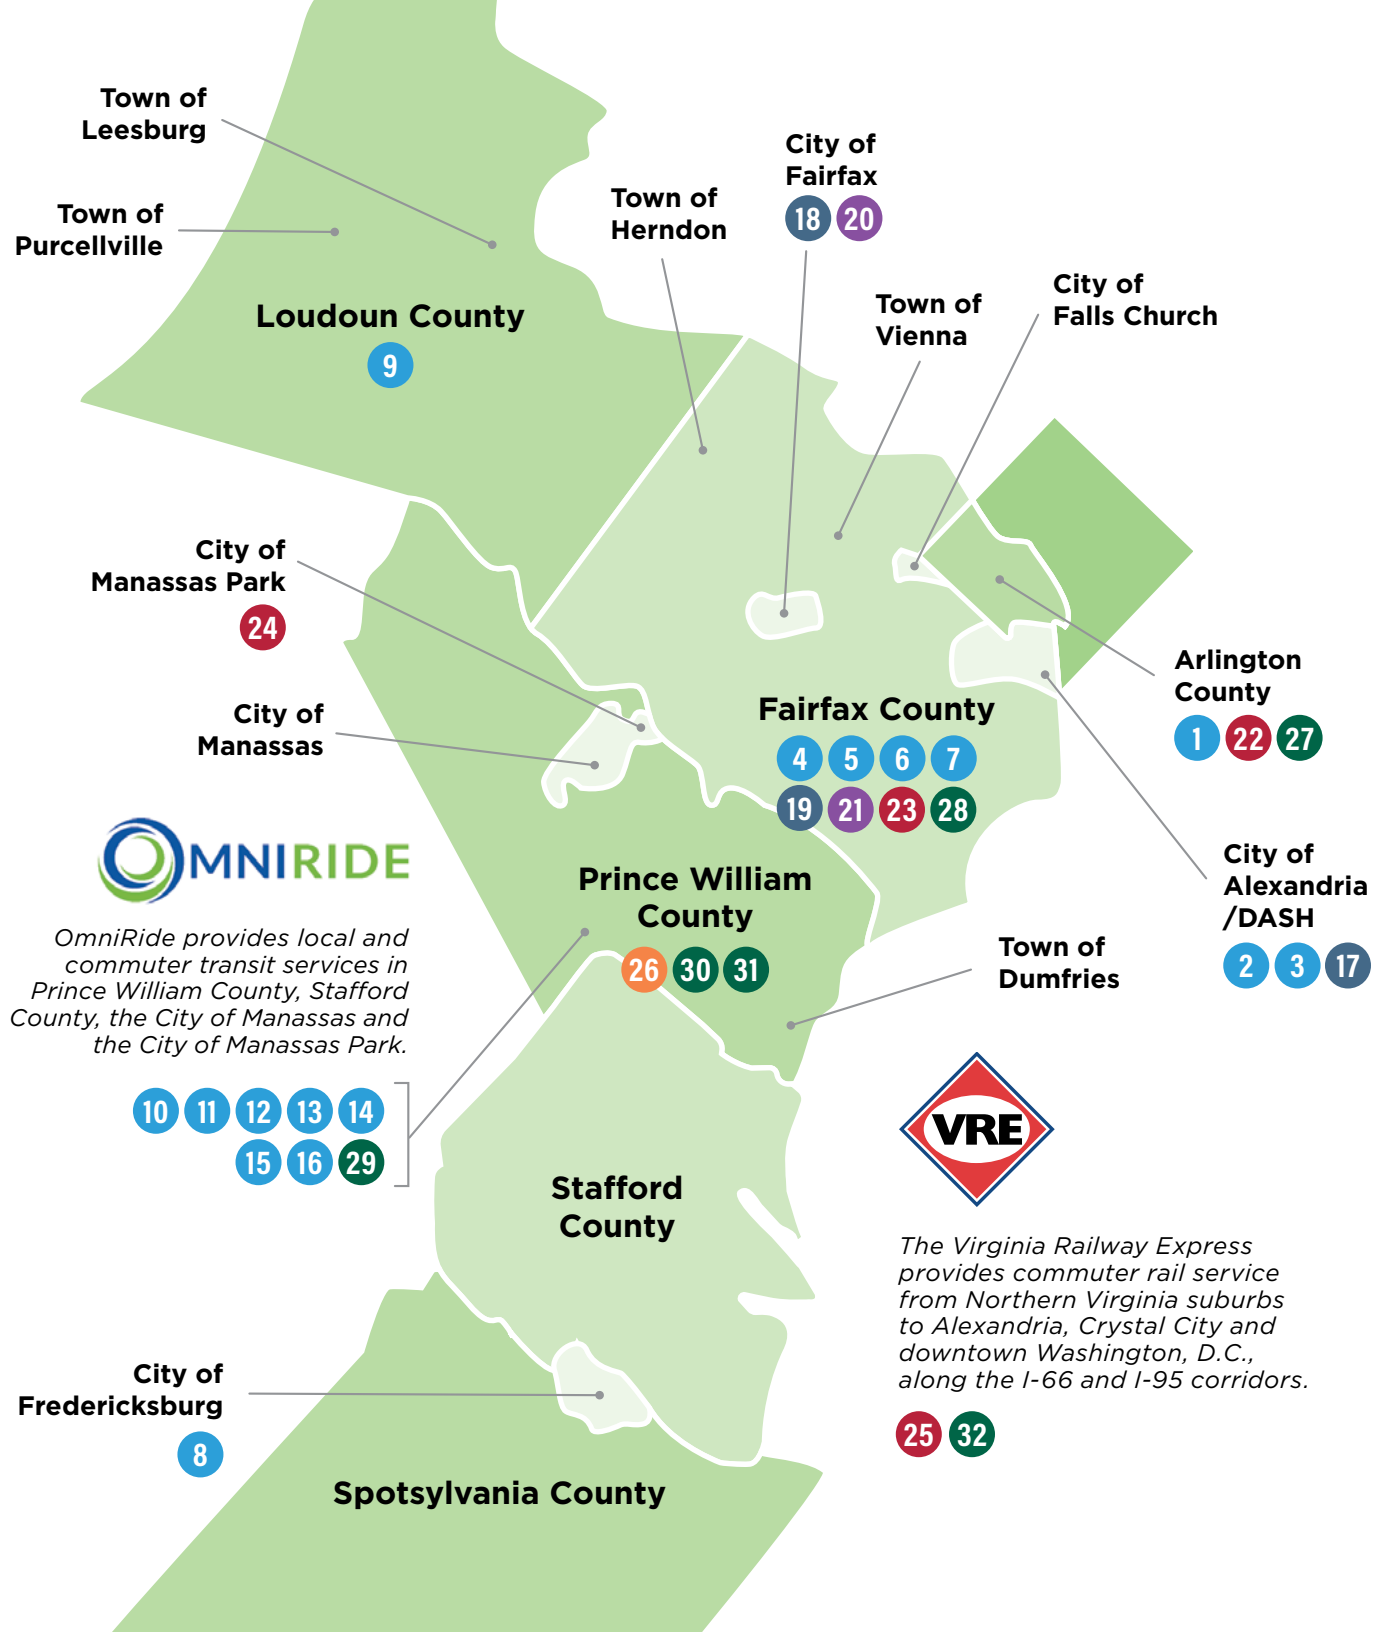 Town of
Leesburg
Town of
Purcellville
City of
Fairfax
18 20
Town of
Herndon
City of
Falls Church
Town of
Vienna
Loudoun County
9
City of
Manassas Park
24
City of
Manassas
Arlington
County
1 22 27
Fairfax County
4 5 6 7
19 21 23 28
City of
Alexandria
/DASH
2 3 17
OMNIRIDE
OmniRide provides local and
commuter transit services in
Prince William County, Stafford
County, the City of Manassas and
the City of Manassas Park.
10 11 12 13 14
15 16 29
Prince William
County
26 30 31
Town of
Dumfries
VRE
The Virginia Railway Express
provides commuter rail service
from Northern Virginia suburbs
to Alexandria, Crystal City and
downtown Washington, D.C.,
along the I-66 and I-95 corridors.
25 32
Stafford
County
City of
Fredericksburg
8
Spotsylvania County